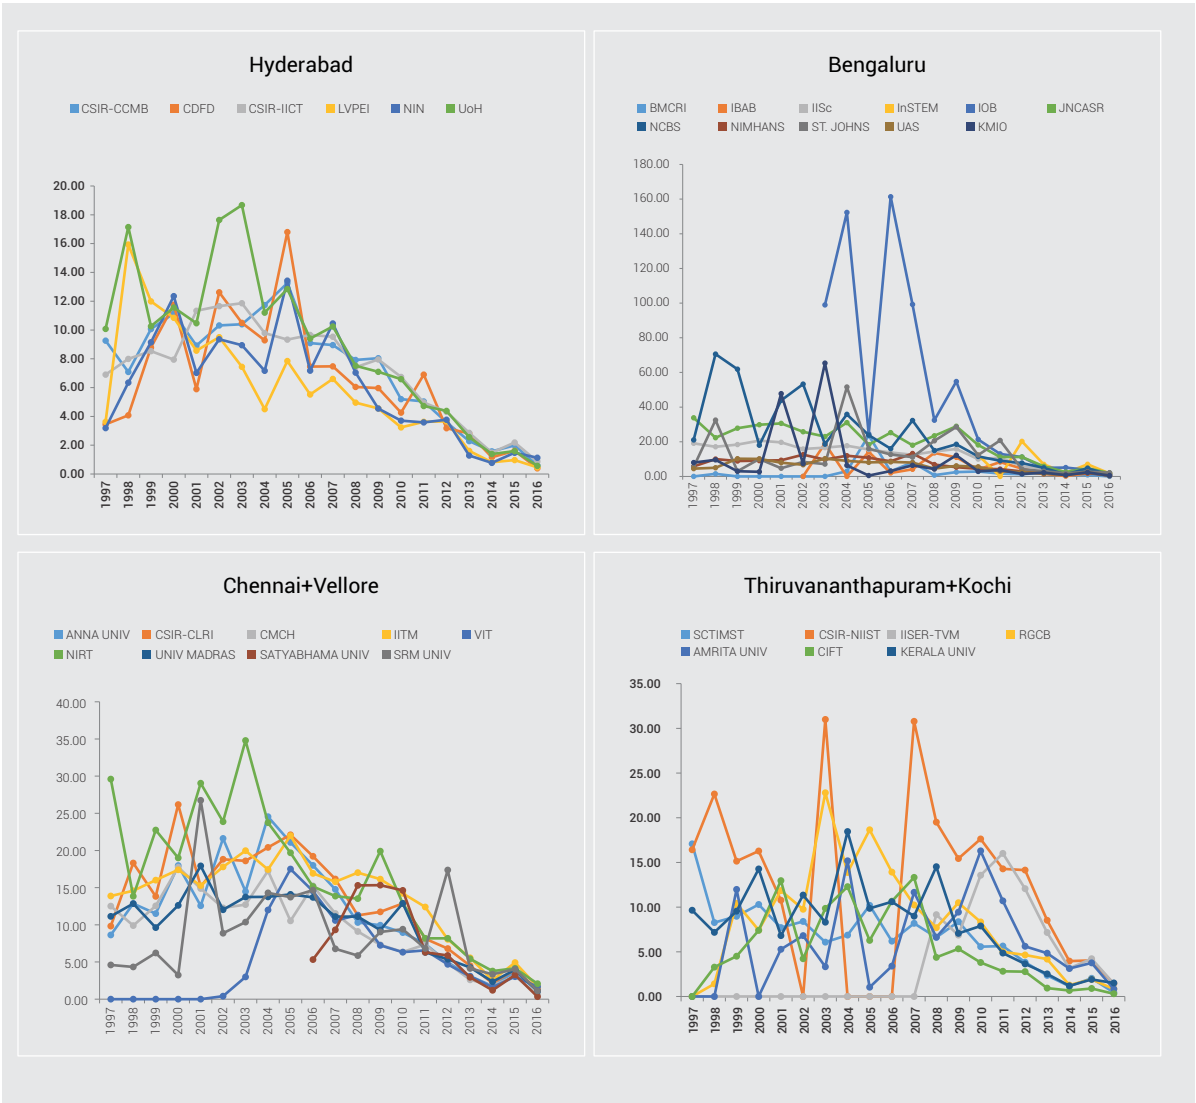 Hyderabad
CSIR-CCMB CDFD CSIR-IICT LVPEI NIN UoH
20.00
18.00
16.00
14.00
12.00
10.00
8.00
6.00
4.00
2.00
0.00
1997 1998 1999 2000 2001 2002 2003 2004 2005 2006 2007 2008 2009 2010 2011 2012 2013 2014 2015 2016
Bengaluru
BMCRI IBAB IISc InSTEM IOB JNCASR
NCBS NIMHANS ST. JOHNS UAS KMIO
180.00
160.00
140.00
120.00
100.00
80.00
60.00
40.00
20.00
0.00
1997 1998 1999 2000 2001 2002 2003 2004 2005 2006 2007 2008 2009 2010 2011 2012 2013 2014 2015 2016
Chennai+Vellore
ANNA UNIV CSIR-CLRI CMCH IITM VIT
NIRT UNIV MADRAS SATYABHAMA UNIV SRM UNIV
40.00
35.00
30.00
25.00
20.00
15.00
10.00
5.00
0.00
1997 1998 1999 2000 2001 2002 2003 2004 2005 2006 2007 2008 2009 2010 2011 2012 2013 2014 2015 2016
Thiruvananthapuram+Kochi
SCTIMST CSIR-NIIST IISER-TVM RGCB
AMRITA UNIV CIFT KERALA UNIV
35.00
30.00
25.00
20.00
15.00
10.00
5.00
0.00
1997 1998 1999 2000 2001 2002 2003 2004 2005 2006 2007 2008 2009 2010 2011 2012 2013 2014 2015 2016